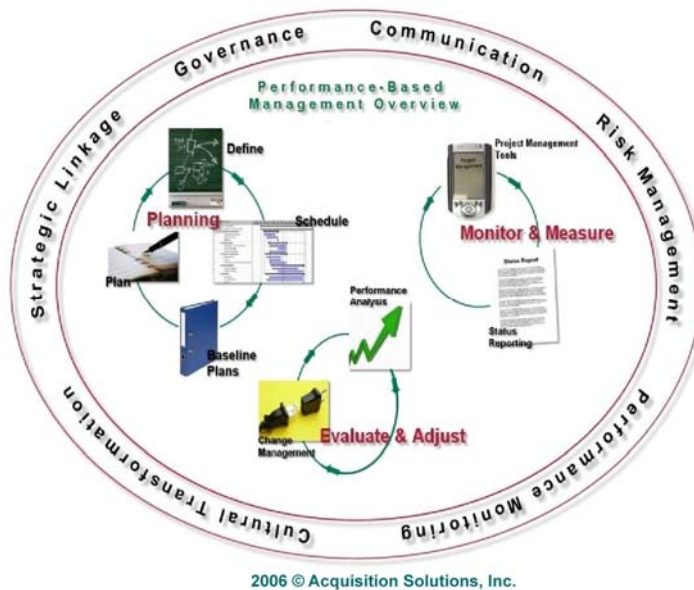 Governance
Communication
Risk Management
Performance Monitoring
Cultural Transformation
Strategic Linkage
Performance-Based
Management Overview
Define
Planning
Schedule
Plan
Baseline
Plans
Project Management
Tools
Project
Management
Monitor & Measure
Status Report
Status
Reporting
Performance
Analysis
Evaluate & Adjust
Change
Management
2006 © Acquisition Solutions, Inc.